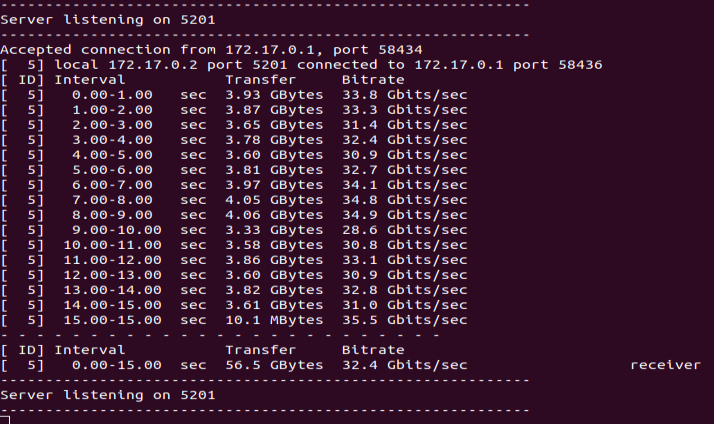 -----------------------------------------------------------
Server listening on 5201
-----------------------------------------------------------
Accepted connection from 172.17.0.1, port 58434
[  5] local 172.17.0.2 port 5201 connected to 172.17.0.1 port 58436
[ ID] Interval           Transfer     Bitrate
[  5]   0.00-1.00   sec  3.93 GBytes  33.8 Gbits/sec
[  5]   1.00-2.00   sec  3.87 GBytes  33.3 Gbits/sec
[  5]   2.00-3.00   sec  3.65 GBytes  31.4 Gbits/sec
[  5]   3.00-4.00   sec  3.78 GBytes  32.4 Gbits/sec
[  5]   4.00-5.00   sec  3.60 GBytes  30.9 Gbits/sec
[  5]   5.00-6.00   sec  3.81 GBytes  32.7 Gbits/sec
[  5]   6.00-7.00   sec  3.97 GBytes  34.1 Gbits/sec
[  5]   7.00-8.00   sec  4.05 GBytes  34.8 Gbits/sec
[  5]   8.00-9.00   sec  4.06 GBytes  34.9 Gbits/sec
[  5]   9.00-10.00  sec  3.33 GBytes  28.6 Gbits/sec
[  5]  10.00-11.00  sec  3.58 GBytes  30.8 Gbits/sec
[  5]  11.00-12.00  sec  3.86 GBytes  33.1 Gbits/sec
[  5]  12.00-13.00  sec  3.60 GBytes  30.9 Gbits/sec
[  5]  13.00-14.00  sec  3.82 GBytes  32.8 Gbits/sec
[  5]  14.00-15.00  sec  3.61 GBytes  31.0 Gbits/sec
[  5]  15.00-15.00  sec  10.1 MBytes  35.5 Gbits/sec
- - - - - - - - - - - - - - - - - - - - - - - - -
[ ID] Interval           Transfer     Bitrate
[  5]   0.00-15.00  sec  56.5 GBytes  32.4 Gbits/sec                  receiver
-----------------------------------------------------------
Server listening on 5201
-----------------------------------------------------------